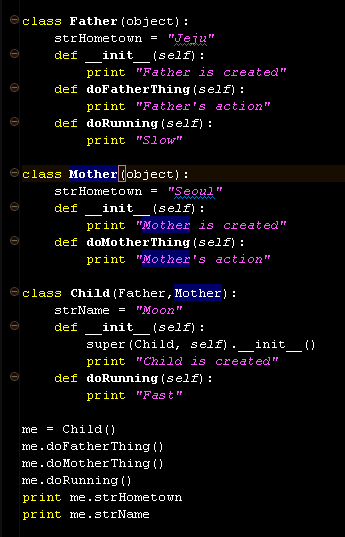 class Father(object):
    strHometown = "Jeju"
    def __init__(self):
        print "Father is created"
    def doFatherThing(self):
        print "Father's action"
    def doRunning(self):
        print "Slow"

class Mother(object):
    strHometown = "Seoul"
    def __init__(self):
        print "Mother is created"
    def doMotherThing(self):
        print "Mother's action"

class Child(Father,Mother):
    strName = "Moon"
    def __init__(self):
        super(Child, self).__init__()
        print "Child is created"
    def doRunning(self):
        print "Fast"

me = Child()
me.doFatherThing()
me.doMotherThing()
me.doRunning()
print me.strHometown
print me.strName